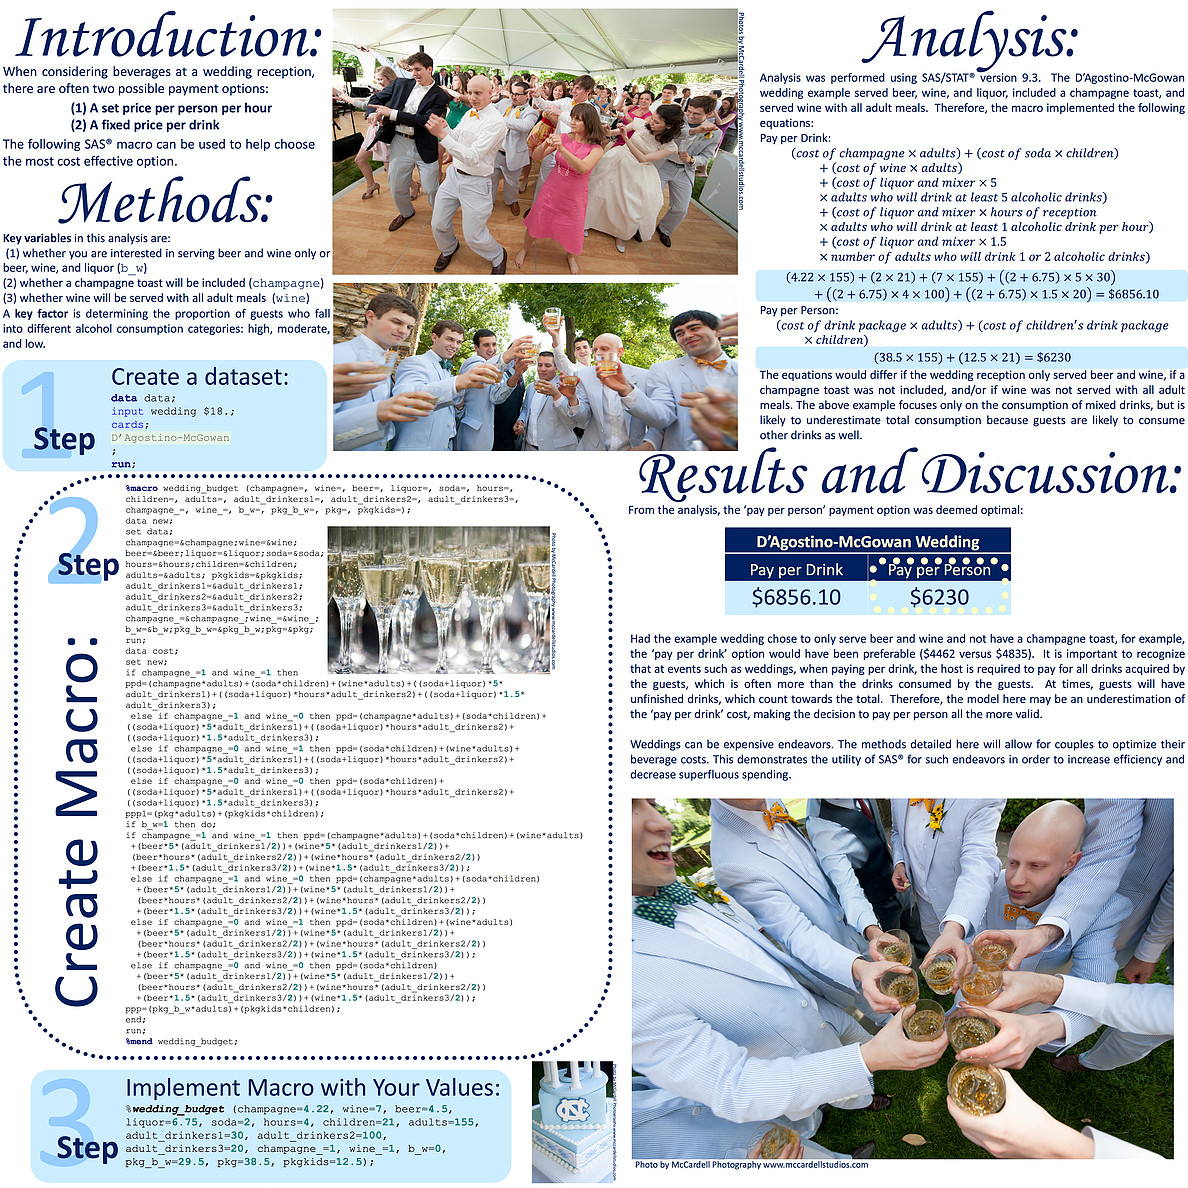 Introduction:
When considering beverages at a wedding reception,
there are often two possible payment options:
(1) A set price per person per hour
(2) A fixed price per drink
The following SAS® macro can be used to help choose
the most cost effective option.
Methods:
Key variables in this analysis are:
(1) whether you are interested in serving beer and wine only or
beer, wine, and liquor (b_w)
(2) whether a champagne toast will be included (champagne)
(3) whether wine will be served with all adult meals (wine)
A key factor is determining the proportion of guests who fall
into different alcohol consumption categories: high, moderate,
and low.
1
Step
Create a dataset:
data data;
input wedding $18.;
cards;
D'Agostino-McGowan
;
run;
2
Step
Create Macro:
%macro wedding_budget (champagne=, wine=, beer=, liquor=, soda=, hours=,
children=, adults=, adult_drinkers1=, adult_drinkers2=, adult_drinkers3=,
champagne_=, wine_=, b_w=, pkg_b_w=, pkg=, pkgkids=);
data new;
set data;
champagne=&champagne;wine=&wine;
beer=&beer;liquor=&liquor;soda=&soda;
hours=&hours;children=&children;
adults=&adults; pkgkids=&pkgkids;
adult_drinkers1=&adult_drinkers1;
adult_drinkers2=&adult_drinkers2;
adult_drinkers3=&adult_drinkers3;
champagne_=&champagne_;wine_=&wine_;
b_w=&b_w;pkg_b_w=&pkg_b_w;pkg=&pkg;
run;
data cost;
set new;
if champagne_=1 and wine_=1 then
ppd=(champagne*adults)+(soda*children)+(wine*adults)+((soda+liquor)*5*
adult_drinkers1)+((soda+liquor)*hours*adult_drinkers2)+((soda+liquor)*1.5*
adult_drinkers3);
else if champagne_=1 and wine_=0 then ppd=(champagne*adults)+(soda*children)+
((soda+liquor)*5*adult_drinkers1)+((soda+liquor)*hours*adult_drinkers2)+
((soda+liquor)*1.5*adult_drinkers3);
else if champagne_=0 and wine_=1 then ppd=(soda*children)+(wine*adults)+
((soda+liquor)*5*adult_drinkers1)+((soda+liquor)*hours*adult_drinkers2)+
((soda+liquor)*1.5*adult_drinkers3);
else if champagne_=0 and wine_=0 then ppd=(soda*children)+
((soda+liquor)*5*adult_drinkers1)+((soda+liquor)*hours*adult_drinkers2)+
((soda+liquor)*1.5*adult_drinkers3);
ppp1=(pkg*adults)+(pkgkids*children);
if b_w=1 then do;
if champagne_=1 and wine_=1 then ppd=(champagne*adults)+(soda*children)+(wine*adults)
+(beer*5*(adult_drinkers1/2))+(wine*5*(adult_drinkers1/2))+
(beer*hours*(adult_drinkers2/2))+(wine*hours*(adult_drinkers2/2))
+(beer*1.5*(adult_drinkers3/2))+(wine*1.5*(adult_drinkers3/2));
else if champagne_=1 and wine_=0 then ppd=(champagne*adults)+(soda*children)
+(beer*5*(adult_drinkers1/2))+(wine*5*(adult_drinkers1/2))+
(beer*hours*(adult_drinkers2/2))+(wine*hours*(adult_drinkers2/2))
+(beer*1.5*(adult_drinkers3/2))+(wine*1.5*(adult_drinkers3/2));
else if champagne_=0 and wine_=1 then ppd=(soda*children)+(wine*adults)
+(beer*5*(adult_drinkers1/2))+(wine*5*(adult_drinkers1/2))+
(beer*hours*(adult_drinkers2/2))+(wine*hours*(adult_drinkers2/2))
+(beer*1.5*(adult_drinkers3/2))+(wine*1.5*(adult_drinkers3/2));
else if champagne_=0 and wine_=0 then ppd=(soda*children)
+(beer*5*(adult_drinkers1/2))+(wine*5*(adult_drinkers1/2))+
(beer*hours*(adult_drinkers2/2))+(wine*hours*(adult_drinkers2/2))
+(beer*1.5*(adult_drinkers3/2))+(wine*1.5*(adult_drinkers3/2));
ppp=(pkg_b_w*adults)+(pkgkids*children);
end;
run;
%mend wedding_budget;
Photo by McCardell Photography www.mccardellstudios.com
3
Step
Implement Macro with Your Values:
%wedding_budget (champagne=4.22, wine=7, beer=4.5,
liquor=6.75, soda=2, hours=4, children=21, adults=155,
adult_drinkers1=30, adult_drinkers2=100,
adult_drinkers3=20, champagne_=1, wine_=1, b_w=0,
pkg_b_w=29.5, pkg=38.5, pkgkids=12.5);
NC
Photos by McCardell Photography www.mccardellstudios.com
Analysis:
Analysis was performed using SAS/STAT® version 9.3. The D'Agostino-McGowan
wedding example served beer, wine, and liquor, included a champagne toast, and
served wine with all adult meals. Therefore, the macro implemented the following
equations:
Pay per Drink:
(cost of champagne × adults) + (cost of soda × children)
+ (cost of wine × adults)
+ (cost of liquor and mixer × 5
× adults who will drink at least 5 alcoholic drinks)
+ (cost of liquor and mixer × hours of reception
× adults who will drink at least 1 alcoholic drink per hour)
+ (cost of liquor and mixer × 1.5
× number of adults who will drink 1 or 2 alcoholic drinks)
(4.22 × 155) + (2 × 21) + (7 × 155) + ((2 + 6.75) × 5 × 30)
+ ((2 + 6.75) × 4 × 100) + ((2 + 6.75) × 1.5 × 20) = $6856.10
Pay per Person:
(cost of drink package × adults) + (cost of children's drink package
× children)
(38.5 × 155) + (12.5 × 21) = $6230
The equations would differ if the wedding reception only served beer and wine, if a
champagne toast was not included, and/or if wine was not served with all adult
meals. The above example focuses only on the consumption of mixed drinks, but is
likely to underestimate total consumption because guests are likely to consume
other drinks as well.
Results and Discussion:
From the analysis, the 'pay per person' payment option was deemed optimal:
D'Agostino-McGowan Wedding
Pay per Drink Pay per Person
$6856.10 $6230
Had the example wedding chose to only serve beer and wine and not have a champagne toast, for example,
the 'pay per drink' option would have been preferable ($4462 versus $4835). It is important to recognize
that at events such as weddings, when paying per drink, the host is required to pay for all drinks acquired by
the guests, which is often more than the drinks consumed by the guests. At times, guests will have
unfinished drinks, which count towards the total. Therefore, the model here may be an underestimation of
the 'pay per drink' cost, making the decision to pay per person all the more valid.
Weddings can be expensive endeavors. The methods detailed here will allow for couples to optimize their
beverage costs. This demonstrates the utility of SAS® for such endeavors in order to increase efficiency and
decrease superfluous spending.
Photo by McCardell Photography www.mccardellstudios.com